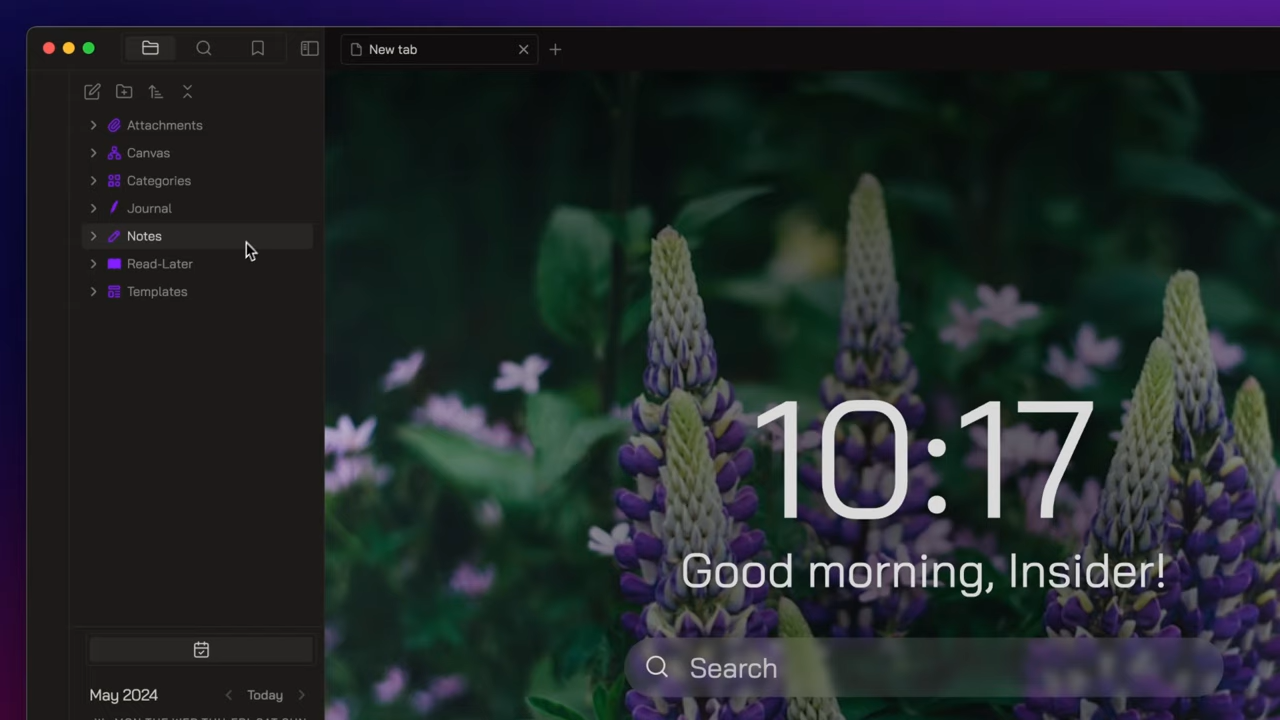 New tab
Attachments
Canvas
Categories
Journal
Notes
Read-Later
Templates
10:17
Good morning, Insider!
Search
May 2024
Today